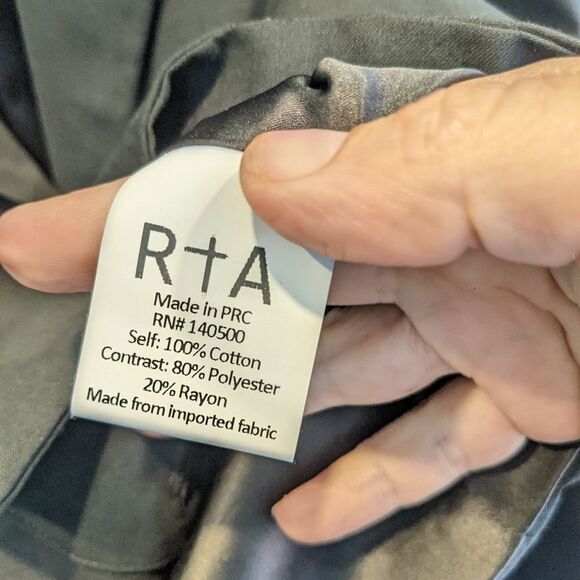 R†A
Made in PRC
RN# 140500
Self: 100% Cotton
Contrast: 80% Polyester
20% Rayon
Made from imported fabric